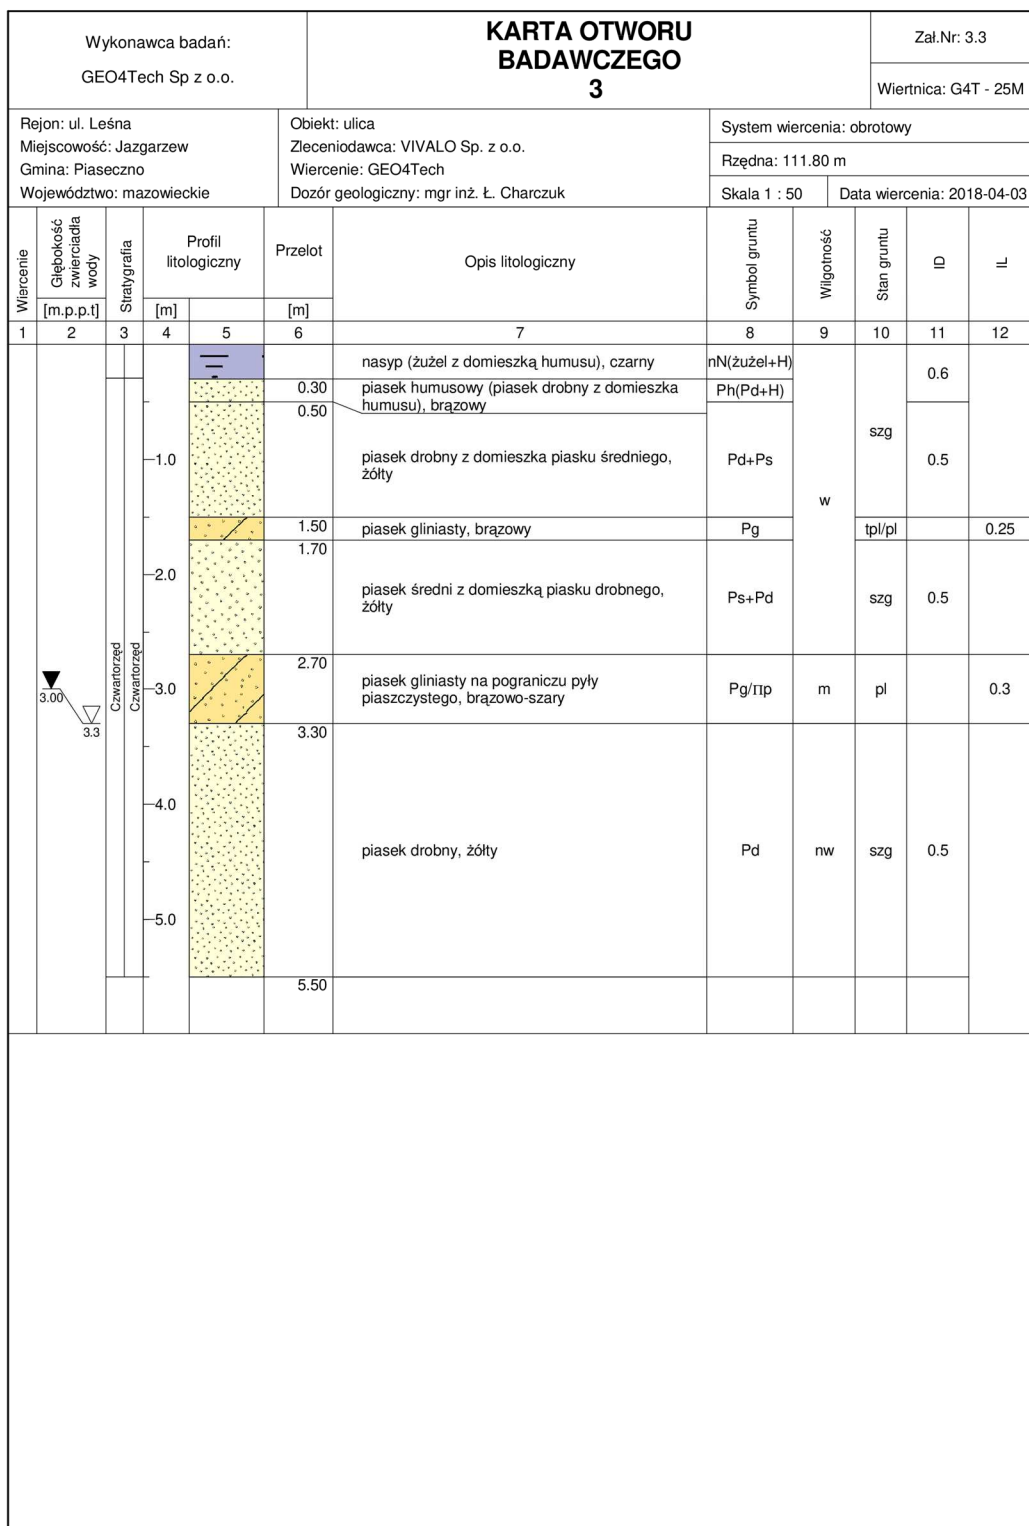 Wykonawca badań:
GEO4Tech Sp z o.o.
KARTA OTWORU
BADAWCZEGO
3
Zał.Nr: 3.3
Wiertnica: G4T - 25M
Rejon: ul. Leśna
Miejscowość: Jazgarzew
Gmina: Piaseczno
Województwo: mazowieckie
Obiekt: ulica
Zleceniodawca: VIVALO Sp. z o.o.
Wiercenie: GEO4Tech
Dozór geologiczny: mgr inż. Ł. Charczuk
System wiercenia: obrotowy
Rzędna: 111.80 m
Skala 1 : 50
Data wiercenia: 2018-04-03
Wiercenie
Głębokość
zwierciadła
wody
[m.p.p.t]
Stratygrafia
Profil
litologiczny
[m]
Przelot
[m]
Opis litologiczny
Symbol gruntu
Wilgotność
Stan gruntu
ID
IL
1 2 3 4 5 6 7 8 9 10 11 12
nasyp (żużel z domieszką humusu), czarny
nN(żużel+H)
0.6
0.30
piasek humusowy (piasek drobny z domieszka
humusu), brązowy
Ph(Pd+H)
0.50
szg
1.0
piasek drobny z domieszka piasku średniego,
żółty
Pd+Ps
0.5
w
1.50
piasek gliniasty, brązowy
Pg
tpl/pl
0.25
1.70
2.0
piasek średni z domieszką piasku drobnego,
żółty
Ps+Pd
szg
0.5
Czwartorzęd
Czwartorzęd
2.70
3.00
3.3
3.0
piasek gliniasty na pograniczu pyły
piaszczystego, brązowo-szary
Pg/Πp
m
pl
0.3
3.30
4.0
piasek drobny, żółty
Pd
nw
szg
0.5
5.0
5.50